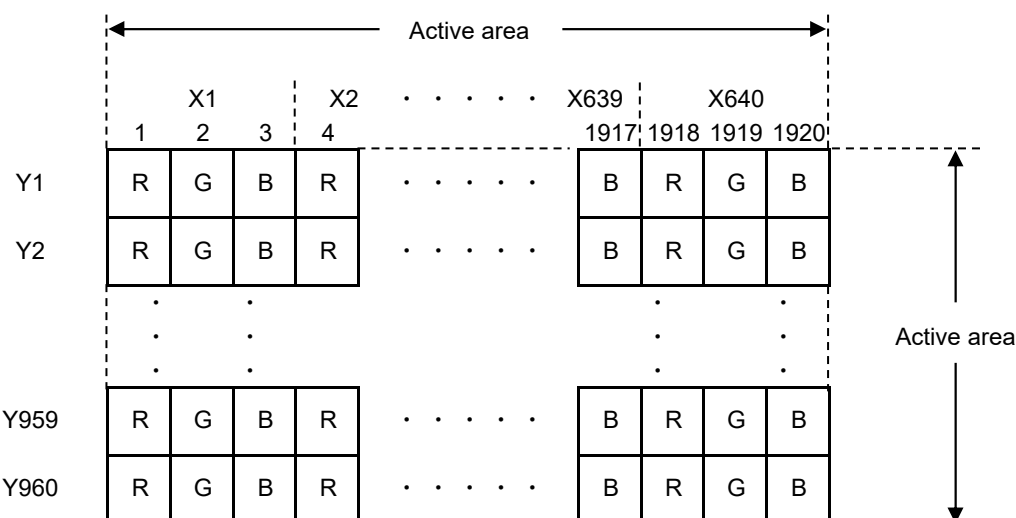 Active area
X1 X2 · · · · · X639 X640
1 2 3 4 1917 1918 1919 1920
Y1 R G B R · · · · · B R G B
Y2 R G B R · · · · · B R G B
· · · ·
· · · ·
Active area
· · · ·
Y959 R G B R · · · · · B R G B
Y960 R G B R · · · · · B R G B